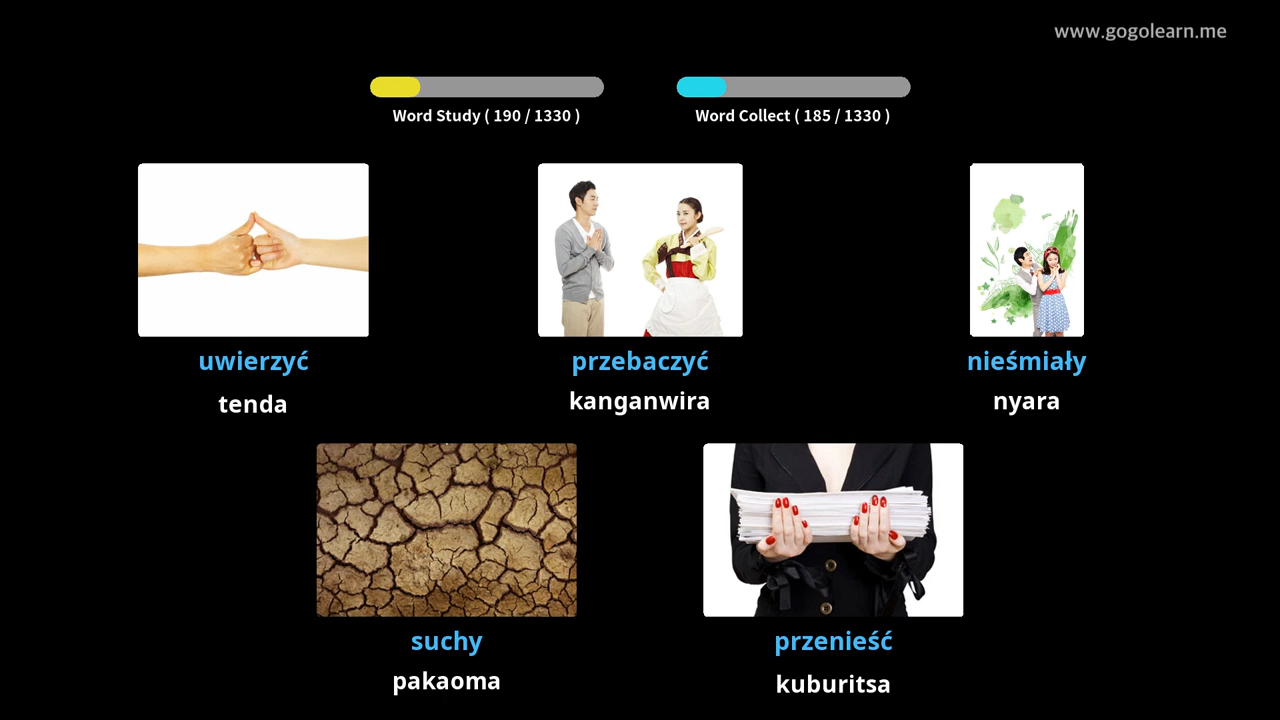 www.gogolearn.me
Word Study ( 190 / 1330 )
Word Collect ( 185 / 1330 )
uwierzyć
tenda
przebaczyć
kanganwira
nieśmiały
nyara
suchy
pakaoma
przenieść
kuburitsa